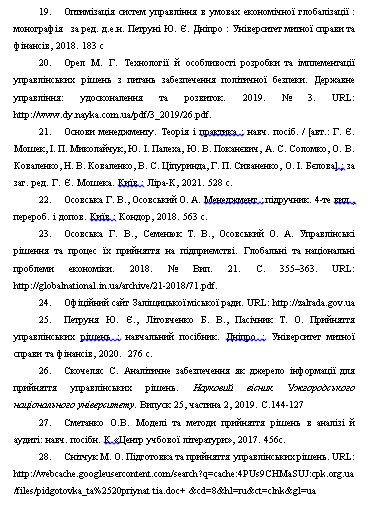 19. Оптимізація систем управління в умовах економічної глобалізації :
монографія за ред. д.е.н. Петруні Ю. Є. Дніпро : Університет митної справи та
фінансів, 2018. 183 с
20. Орел М. Г. Технології й особливості розробки та імплементації
управлінських рішень з питань забезпечення політичної безпеки. Державне
управління: удосконалення та розвиток. 2019. № 3. URL:
http://www.dy.nayka.com.ua/pdf/3_2019/26.pdf.
21. Основи менеджменту. Теорія і практика : навч. посіб. / [авт.: Г. Є.
Мошек, І. П. Миколайчук, Ю. І. Палеха, Ю. В. Поканевич, А. С. Соломко, О. В.
Коваленко, Н. В. Коваленко, В. С. Ціпуринда, Г. П. Сиваненко, О. І. Бєлова].; за
заг. ред. Г. Є. Мошека. Київ : Ліра-К, 2021. 528 с.
22. Осовська Г. В., Осовський О. А. Менеджмент : підручник. 4-те вид.,
перероб. і допов. Київ : Кондор, 2018. 563 с.
23. Осовська Г. В., Семенюк Т. В., Осовський О. А. Управлінські
рішення та процес їх прийняття на підприємстві. Глобальні та національні
проблеми економіки. 2018. № Вип. 21. С. 355–363. URL:
http://globalnational.in.ua/archive/21-2018/71.pdf.
24. Офіційний сайт Заліщицької міської ради. URL: http://zalrada.gov.ua
25. Петруня Ю. Є., Літовченко Б. В., Пасічник Т. О. Прийняття
управлінських рішень : навчальний посібник. Дніпро : Університет митної
справи та фінансів, 2020. 276 с.
26. Скочеляс С. Аналітичне забезпечення як джерело інформації для
прийняття управлінських рішень. Науковий вісник Ужгородського
національного університету. Випуск 25, частина 2, 2019. С.144-127
27. Сметанко О.В. Моделі та методи прийняття рішень в аналізі й
аудиті: навч. посібн. К.:«Центр учбової літератури», 2017. 456с.
28. Снітчук М. О. Підготовка та прийняття управлінських рішень. URL:
http://webcache.googleusercontent.com/search?q=cache:4PUs9CHMaSUJ:cpk.org.ua
/files/pidgotovka_ta%2520priynat tia.doc+ &cd=8&hl=ru&ct=clnk&gl=ua